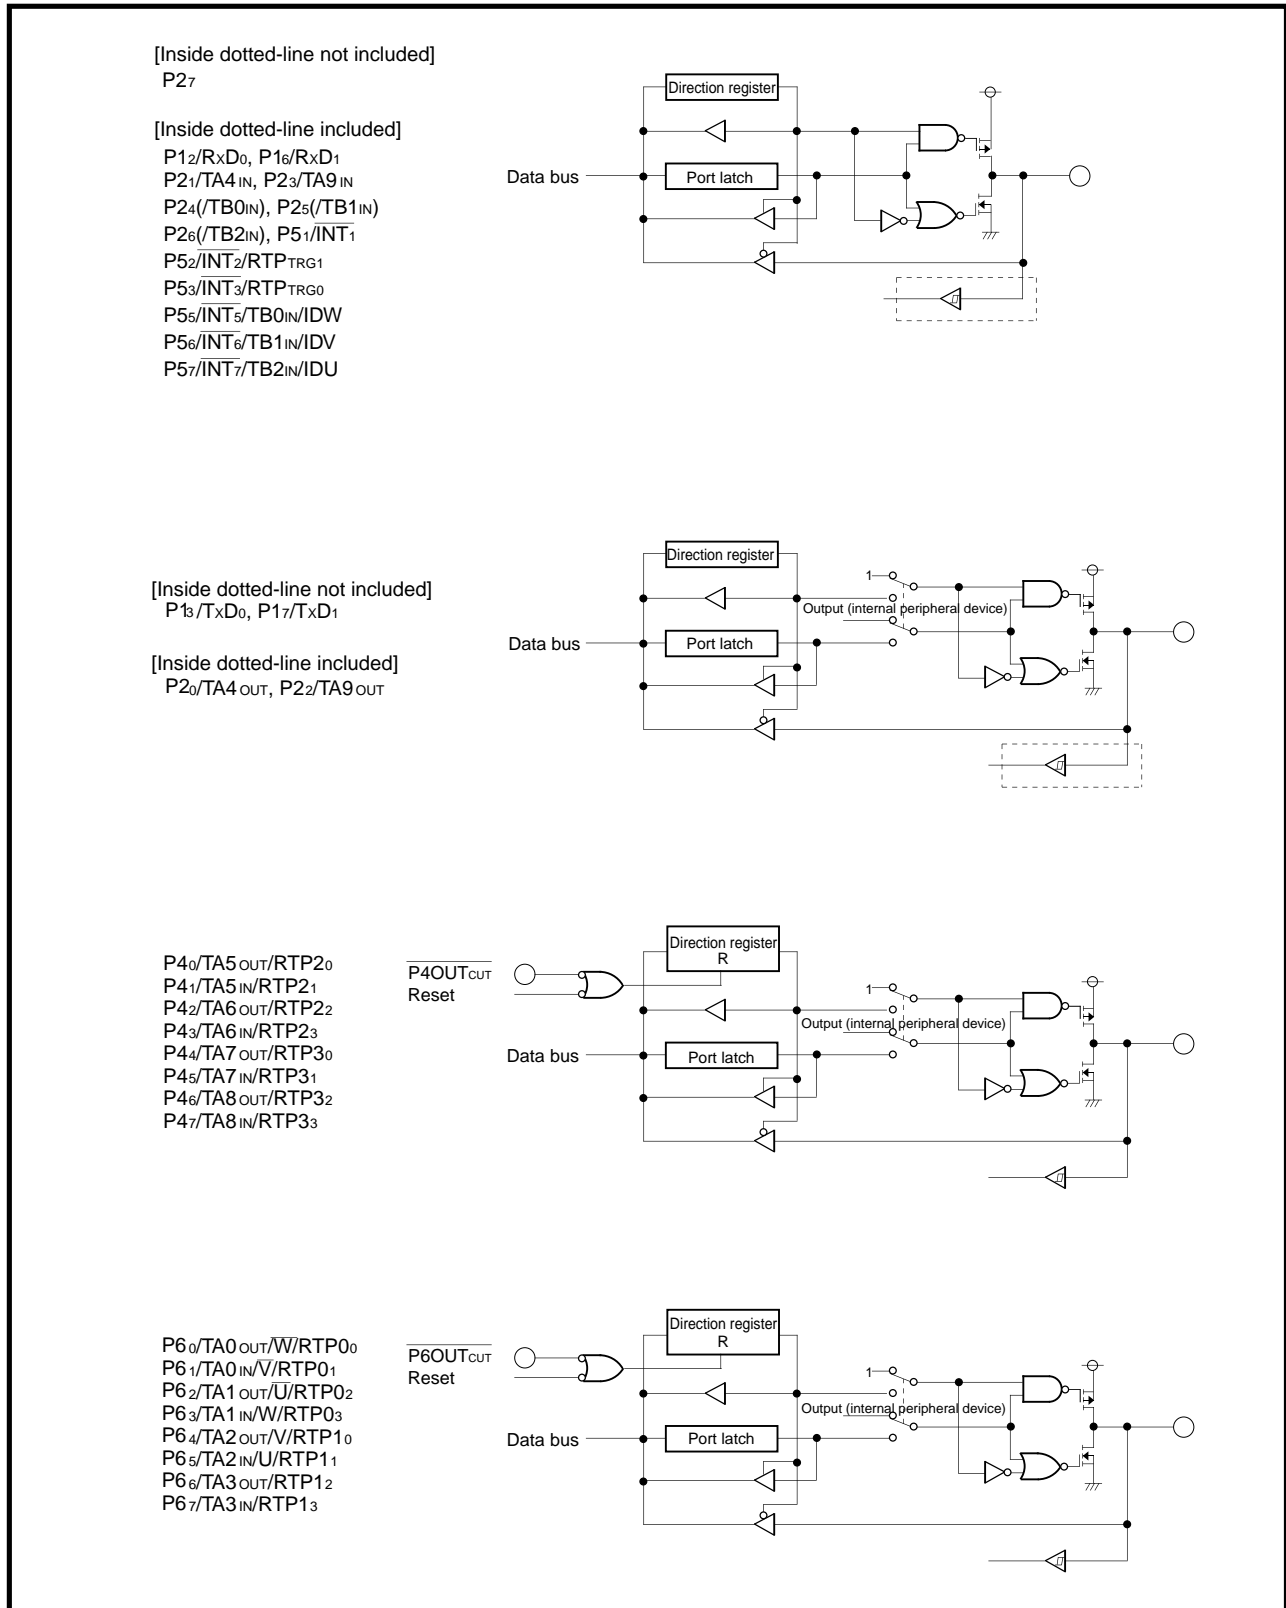 [Inside dotted-line not included]
P27
[Inside dotted-line included]
P12/RxD0, P16/RxD1
P21/TA4IN, P23/TA9IN
P24(/TB0IN), P25(/TB1IN)
P26(/TB2IN), P51/INT1
P52/INT2/RTPTRG1
P53/INT3/RTPTRG0
P55/INT5/TB0IN/IDW
P56/INT6/TB1IN/IDV
P57/INT7/TB2IN/IDU
Direction register
Data bus
Port latch
[Inside dotted-line not included]
P13/TxD0, P17/TxD1
[Inside dotted-line included]
P20/TA4OUT, P22/TA9OUT
Direction register
1
Output (internal peripheral device)
Data bus
Port latch
P40/TA5OUT/RTP20
P41/TA5IN/RTP21
P42/TA6OUT/RTP22
P43/TA6IN/RTP23
P44/TA7OUT/RTP30
P45/TA7IN/RTP31
P46/TA8OUT/RTP32
P47/TA8IN/RTP33
P4OUTCUT
Reset
Direction register
R
1
Output (internal peripheral device)
Data bus
Port latch
P60/TA0OUT/W/RTP00
P61/TA0IN/V/RTP01
P62/TA1OUT/U/RTP02
P63/TA1IN/W/RTP03
P64/TA2OUT/V/RTP10
P65/TA2IN/U/RTP11
P66/TA3OUT/RTP12
P67/TA3IN/RTP13
P6OUTCUT
Reset
Direction register
R
1
Output (internal peripheral device)
Data bus
Port latch